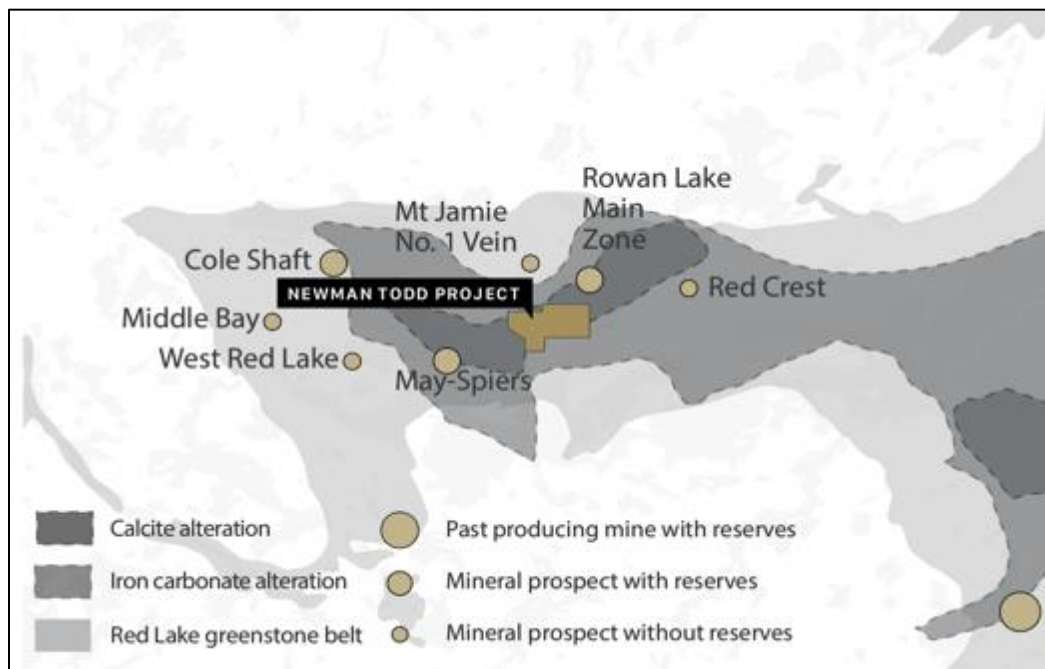 Rowan Lake
Main
Zone
Mt Jamie
No. 1 Vein
Cole Shaft
NEWMAN TODD PROJECT
Red Crest
Middle Bay
West Red Lake
May-Spiers
Calcite alteration
Past producing mine with reserves
Iron carbonate alteration
Mineral prospect with reserves
Red Lake greenstone belt
Mineral prospect without reserves